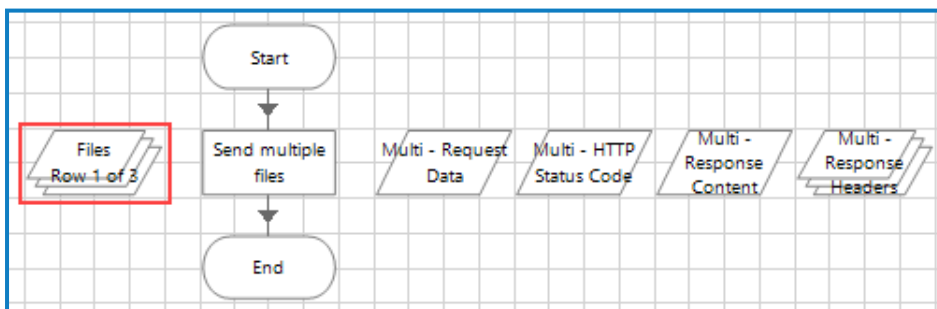 Start
Files
Row 1 of 3
Send multiple
files
Multi - Request
Data
Multi - HTTP
Status Code
Multi -
Response
Content
Multi -
Response
Headers
End